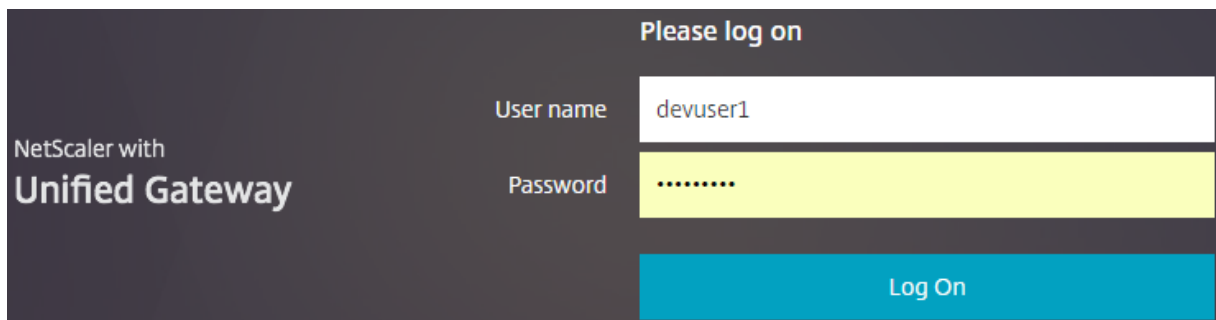 Please log on
User name
devuser1
NetScaler with
Unified Gateway
Password
•••••••••
Log On